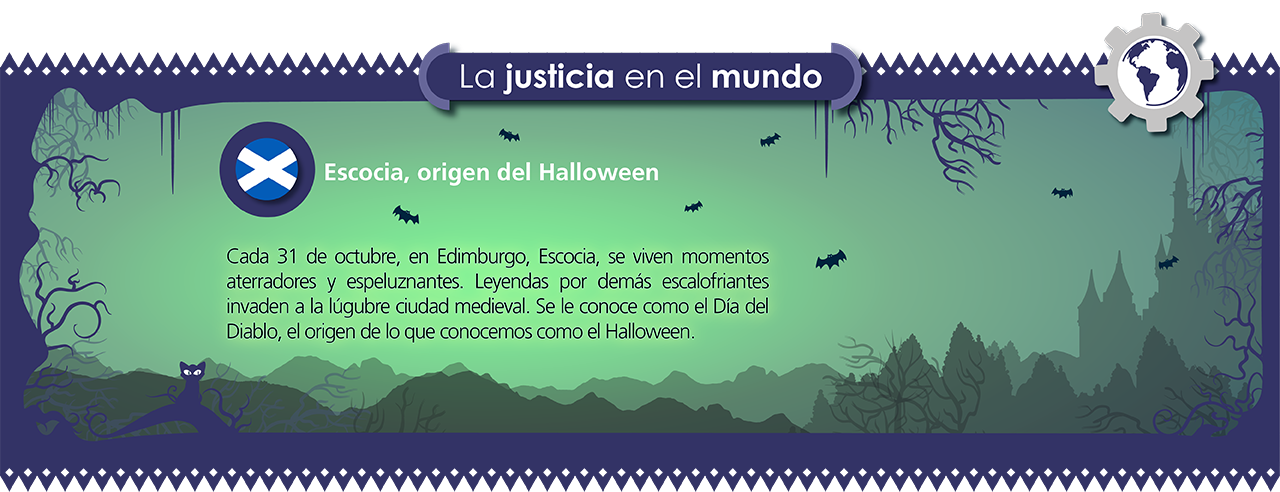 La justicia en el mundo
Escocia, origen del Halloween
Cada 31 de octubre, en Edimburgo, Escocia, se viven momentos
aterradores y espeluznantes. Leyendas por demás escalofriantes
invaden a la lúgubre ciudad medieval. Se le conoce como el Día del
Diablo, el origen de lo que conocemos como el Halloween.